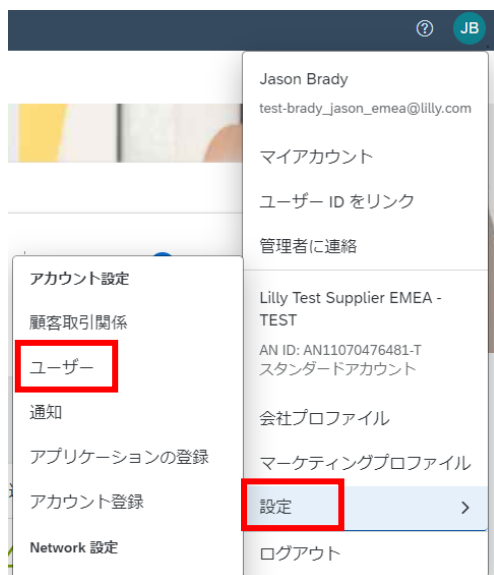 JB
Jason Brady
test-brady_jason_emea@lilly.com
マイアカウント
ユーザー ID をリンク
管理者に連絡
Lilly Test Supplier EMEA -
TEST
AN ID: AN11070476481-T
スタンダードアカウント
会社プロファイル
マーケティングプロファイル
設定
ログアウト
アカウント設定
顧客取引関係
ユーザー
通知
アプリケーションの登録
アカウント登録
Network 設定